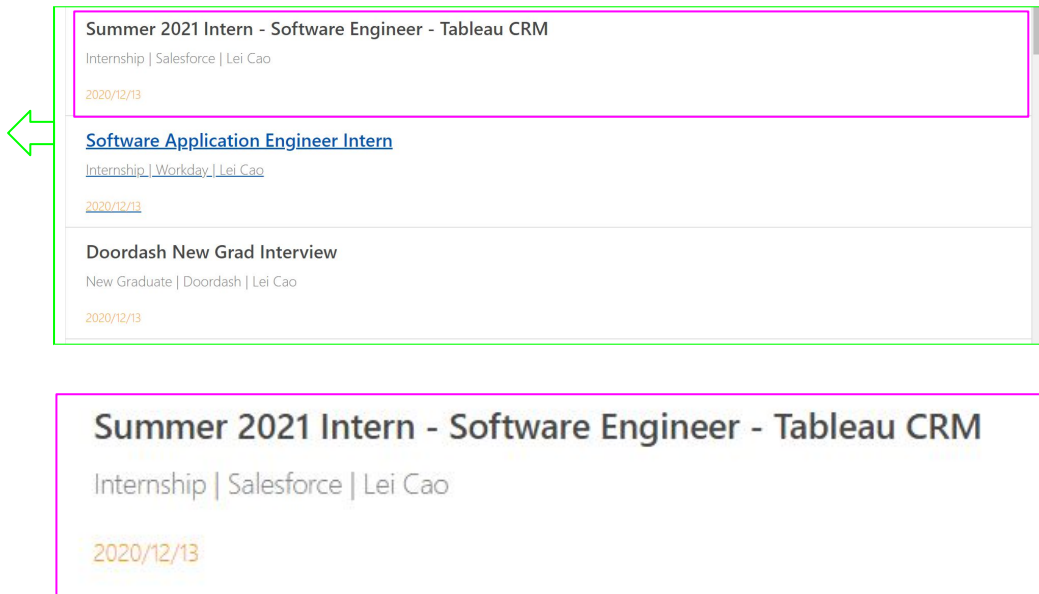 Summer 2021 Intern - Software Engineer - Tableau CRM
Internship | Salesforce | Lei Cao
2020/12/13
Software Application Engineer Intern
Internship | Workday | Lei Cao
2020/12/13
Doordash New Grad Interview
New Graduate | Doordash | Lei Cao
2020/12/13
Summer 2021 Intern - Software Engineer - Tableau CRM
Internship | Salesforce | Lei Cao
2020/12/13